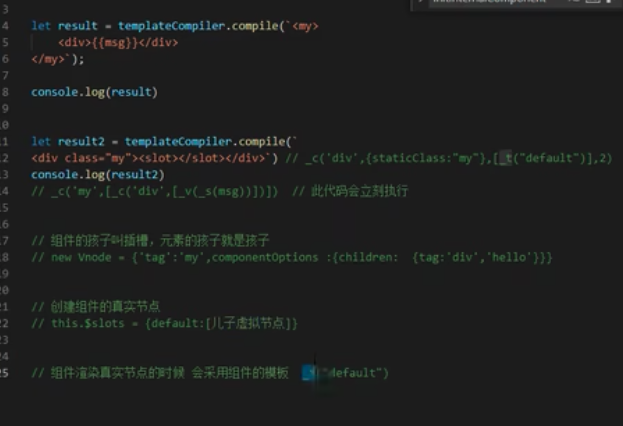 let result = templateCompiler.compile(`<my>
<div>{{msg}}</div>
</my>`);
console.log(result)
let result2 = templateCompiler.compile(`
<div class="my"><slot></slot></div>`) // _c('div',{staticClass:"my"},[_t("default")],2)
console.log(result2)
// _c('my',[_c('div',[_v(_s(msg))])])  // 此代码会立刻执行
// 组件的孩子叫插槽，元素的孩子就是孩子
// new Vnode = {'tag':'my',componentOptions :{children:  {tag:'div','hello'}}}
// 创建组件的真实节点
// this.$slots = {default:[儿子虚拟节点]}
// 组件渲染真实节点的时候 会采用组件的模板 "default")